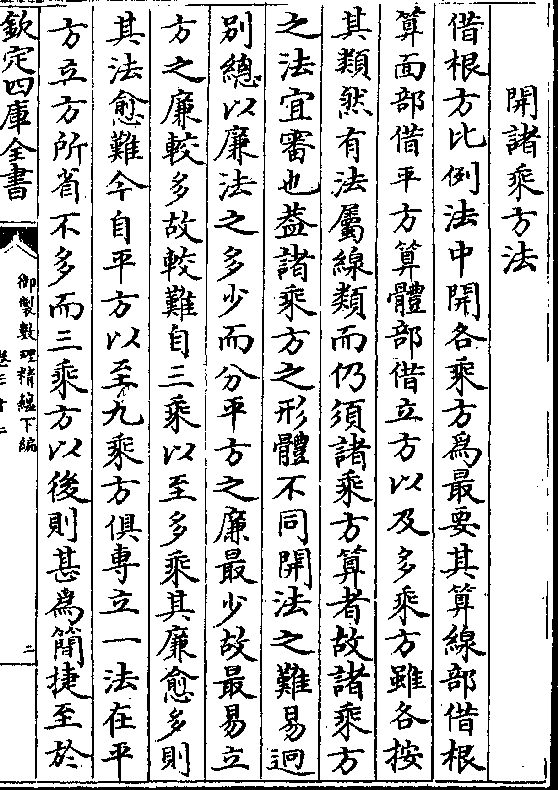 開諸乘方法
借根方比例法中開各乘方爲最要其算線部借根
算面部借平方算體部借立方以及多乘方雖各按
其類然有法屬線類而仍須諸乘方算者故諸乘方
之法宜審也葢諸乘方之形體不同開法之難易迥
别總以廉法之多少而分平方之廉最少故最易立
方之廉較多故較難自三乘以至多乘其廉愈多則
其法愈難今自平方以至九乘方俱專立一法在平
方立方所省不多而三乘方以後則甚爲簡捷至於
欽定四庫全書
御製數理精緼下編
二